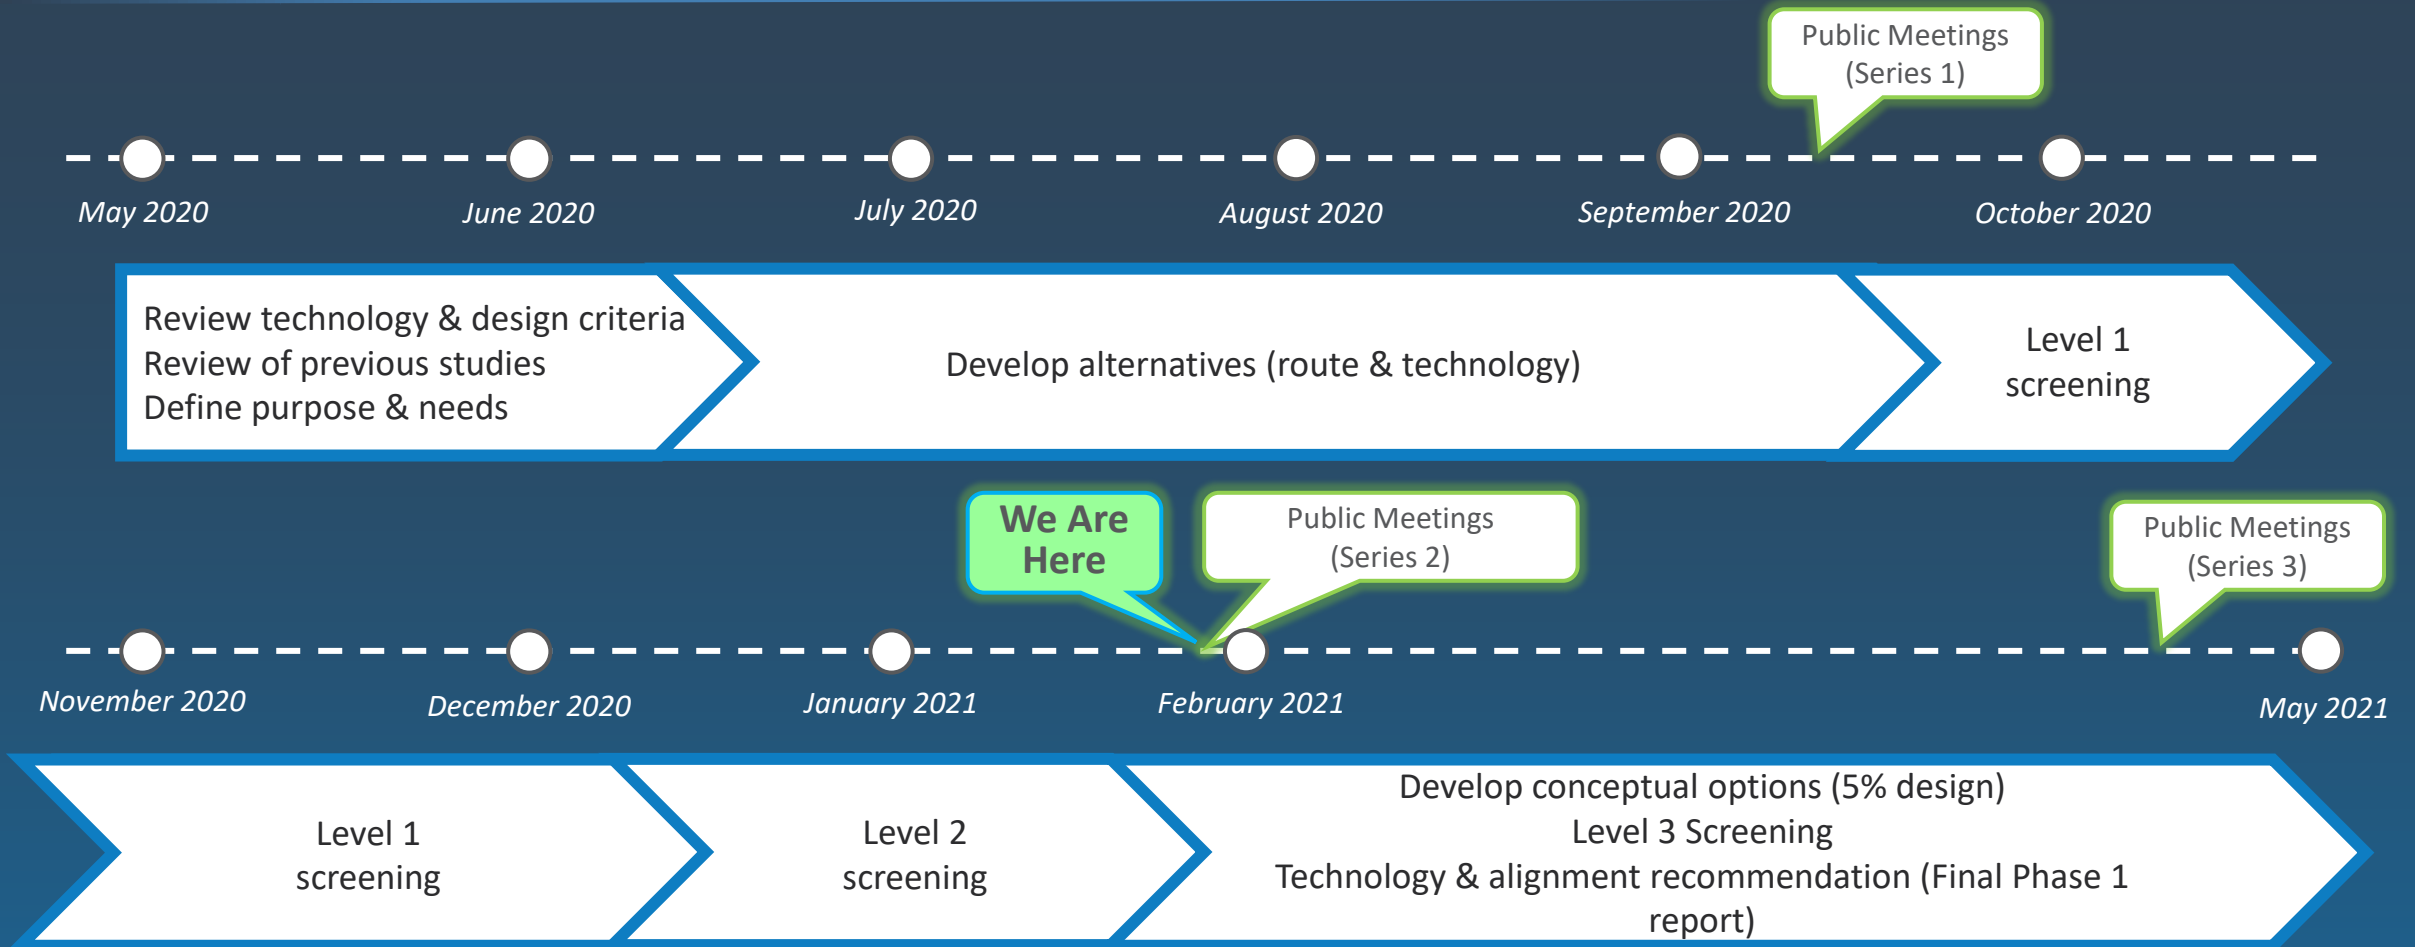 Public Meetings
(Series 1)
May 2020
June 2020
July 2020
August 2020
September 2020
October 2020
Review technology & design criteria
Review of previous studies
Define purpose & needs
Develop alternatives (route & technology)
Level 1
screening
We Are
Here
Public Meetings
(Series 2)
Public Meetings
(Series 3)
November 2020
December 2020
January 2021
February 2021
May 2021
Level 1
screening
Level 2
screening
Develop conceptual options (5% design)
Level 3 Screening
Technology & alignment recommendation (Final Phase 1
report)